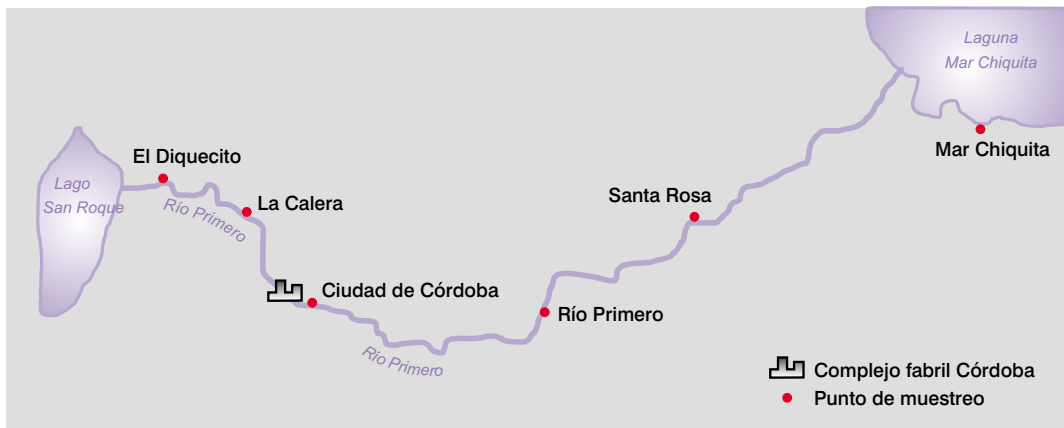 Laguna
Mar Chiquita
Mar Chiquita
El Diquecito
Lago
San Roque
Río Primero
La Calera
Santa Rosa
Ciudad de Córdoba
Río Primero
Río Primero
Complejo fabril Córdoba
Punto de muestreo